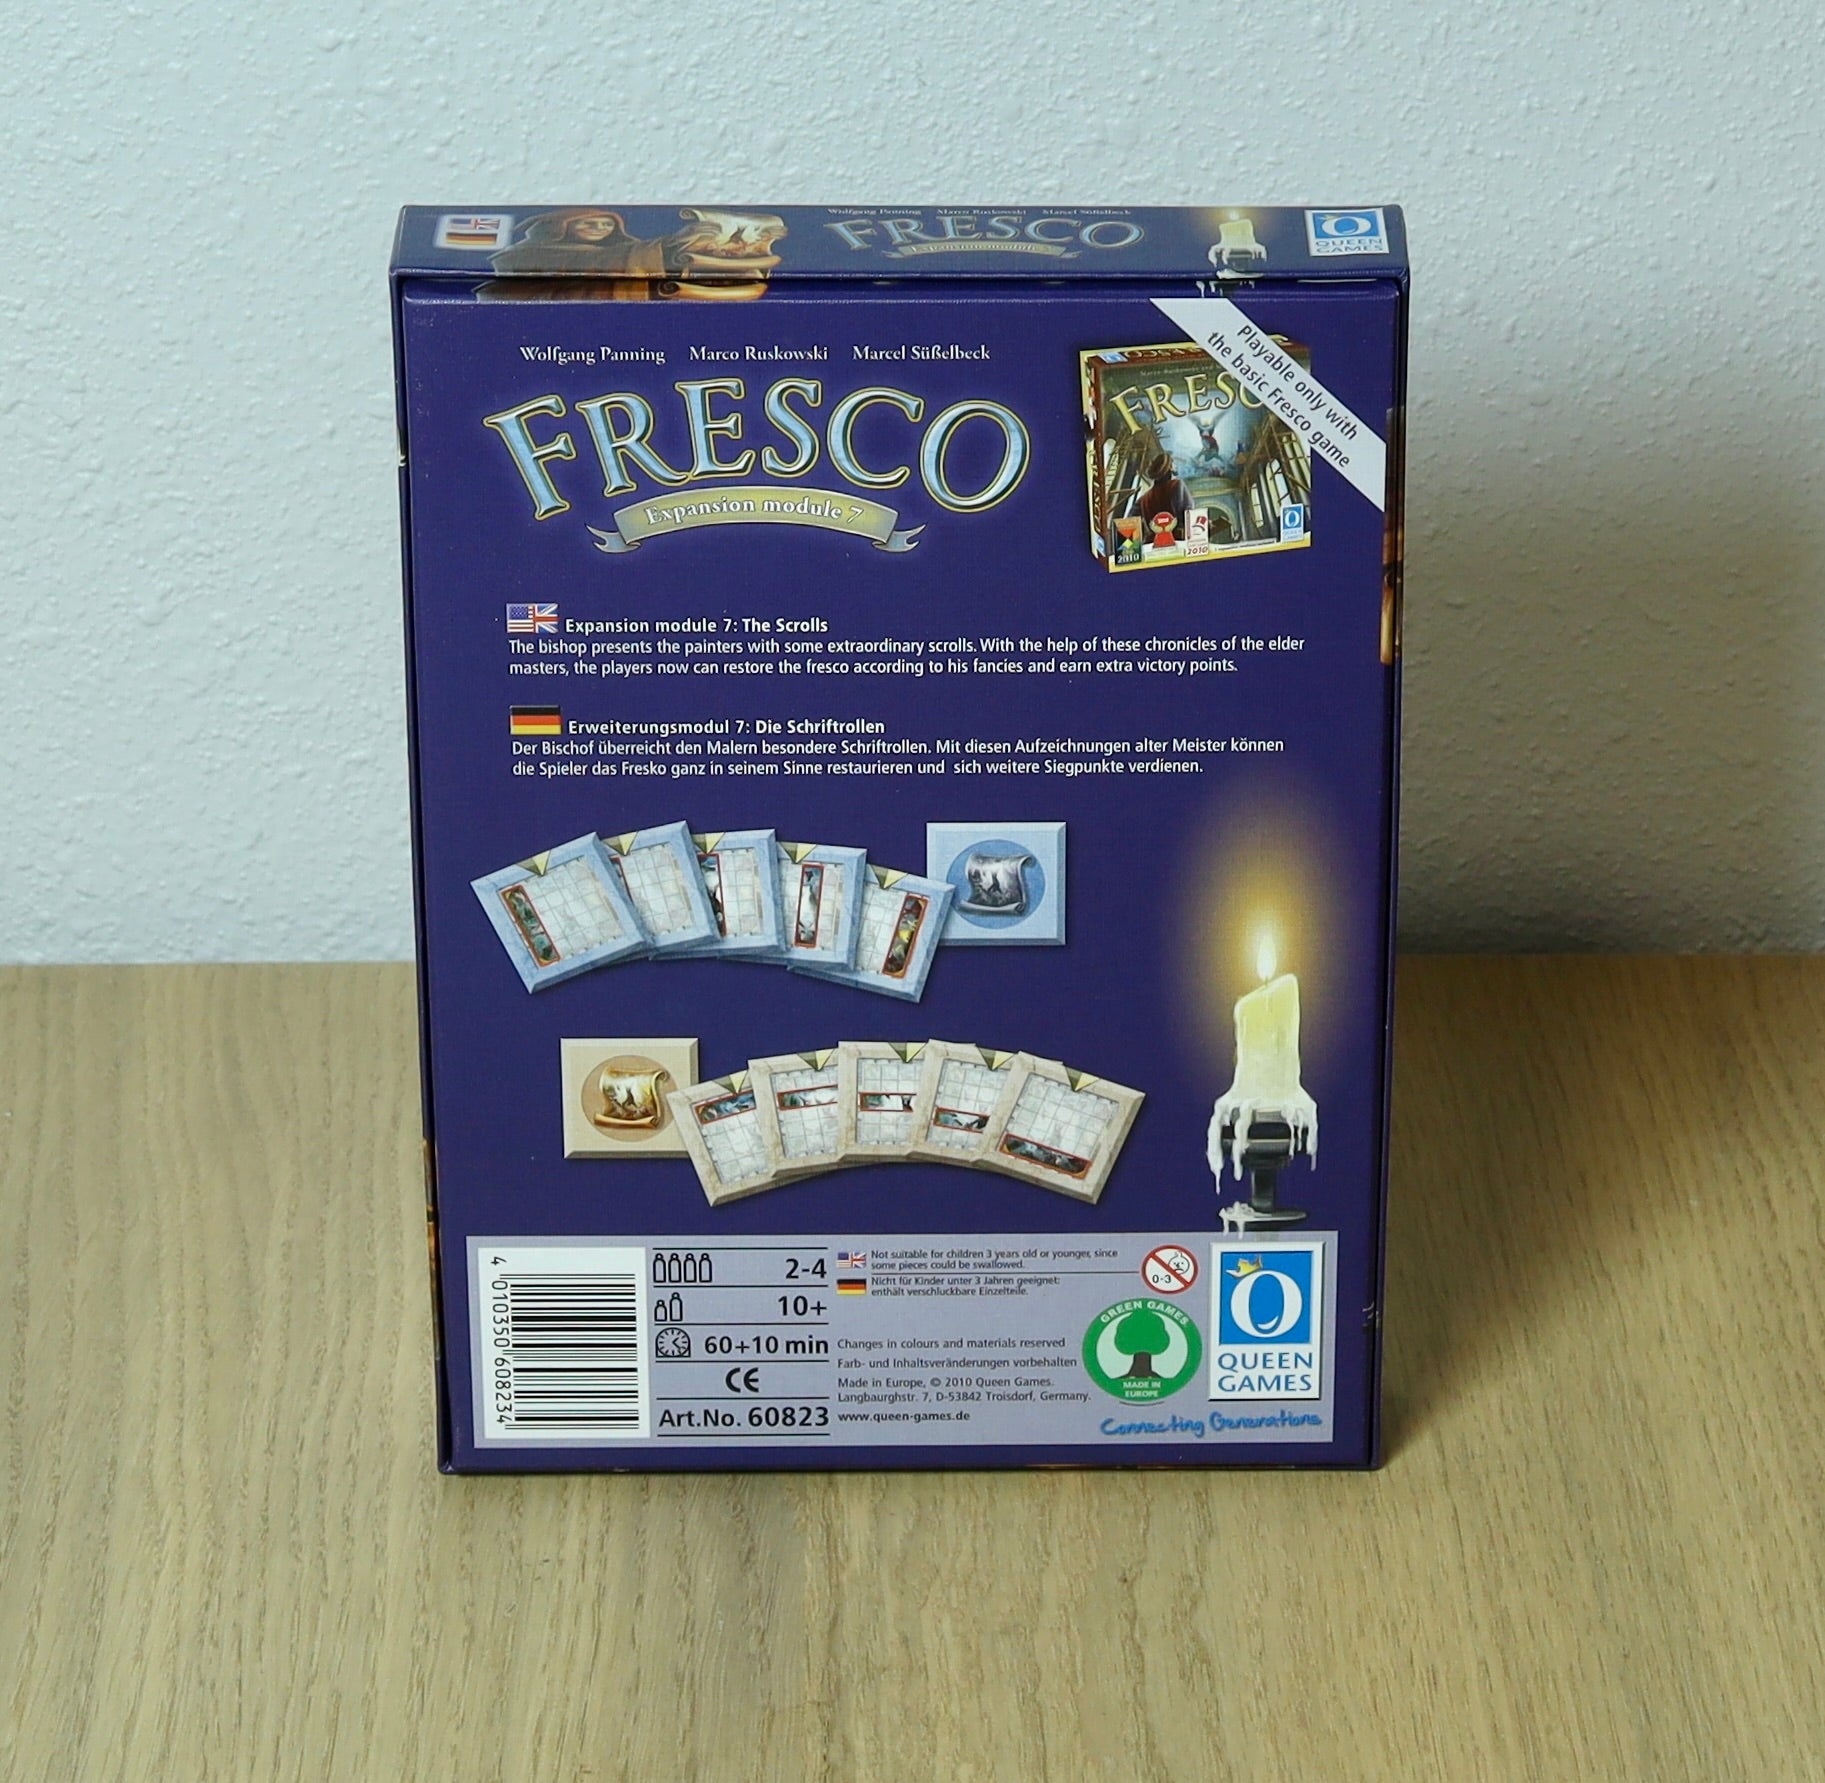 Wolfgang Panning Marco Ruskowski Marcel Süßelbeck
FRESCO
Expansion module 7
QUEEN
GAMES
Wolfgang Panning Marco Ruskowski Marcel Süßelbeck
FRESCO
Expansion module 7
FRESCO
2010
2010
Playable only with
the basic Fresco game
Expansion module 7: The Scrolls
The bishop presents the painters with some extraordinary scrolls. With the help of these chronicles of the elder
masters, the players now can restore the fresco according to his fancies and earn extra victory points.
Erweiterungsmodul 7: Die Schriftrollen
Der Bischof überreicht den Malern besondere Schriftrollen. Mit diesen Aufzeichnungen alter Meister können
die Spieler das Fresko ganz in seinem Sinne restaurieren und sich weitere Siegpunkte verdienen.
4 010350 608234
2-4
10+
60+10 min
CE
Art.No. 60823
Not suitable for children 3 years old or younger, since
some pieces could be swallowed.
Nicht für Kinder unter 3 Jahren geeignet:
enthält verschluckbare Einzelteile.
Changes in colours and materials reserved
Farb- und Inhaltsveränderungen vorbehalten
Made in Europe, © 2010 Queen Games.
Langbaurghstr. 7, D-53842 Troisdorf, Germany.
www.queen-games.de
0-3
GREEN GAMES
MADE IN
EUROPE
QUEEN
GAMES
Connecting Generations